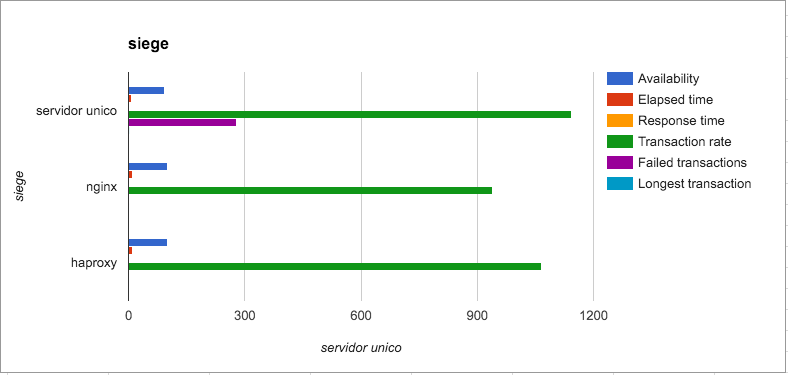 siege
servidor unico
nginx
haproxy
siege
0 300 600 900 1200
servidor unico
Availability
Elapsed time
Response time
Transaction rate
Failed transactions
Longest transaction